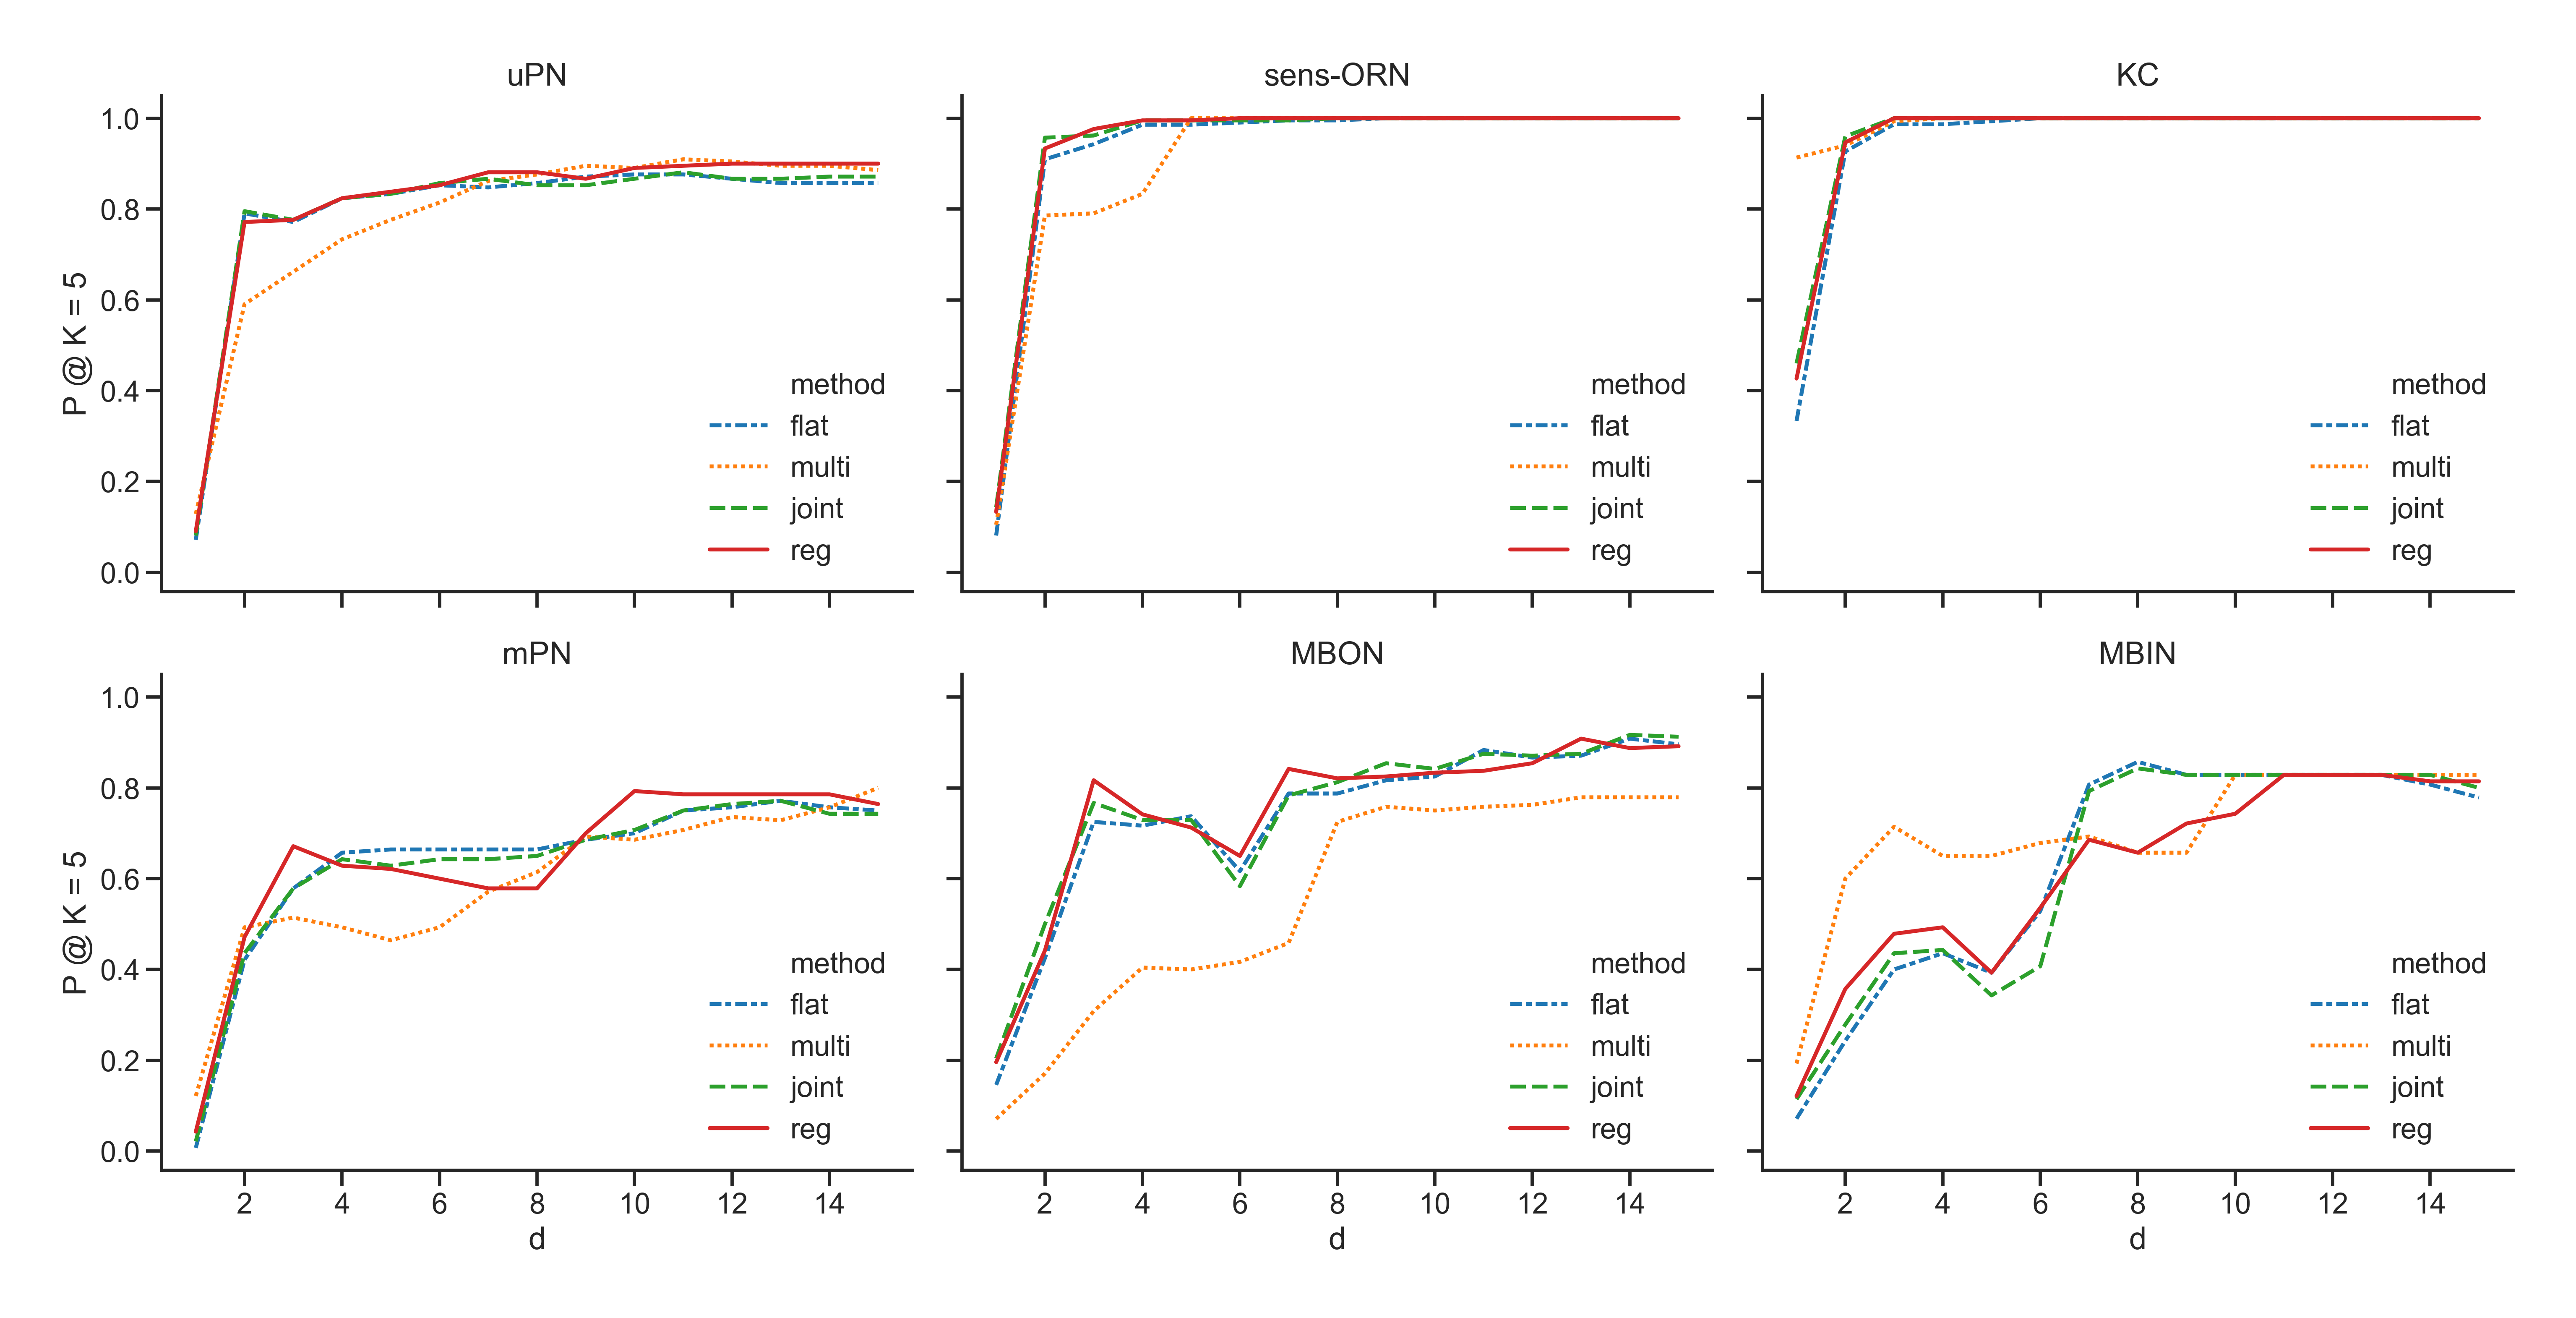 uPN
sens-ORN
KC
P @ K = 5
1.0
0.8
0.6
0.4
0.2
0.0
method
flat
multi
joint
reg
method
flat
multi
joint
reg
method
flat
multi
joint
reg
mPN
MBON
MBIN
P @ K = 5
1.0
0.8
0.6
0.4
0.2
0.0
method
flat
multi
joint
reg
method
flat
multi
joint
reg
method
flat
multi
joint
reg
2 4 6 8 10 12 14
2 4 6 8 10 12 14
2 4 6 8 10 12 14
d
d
d